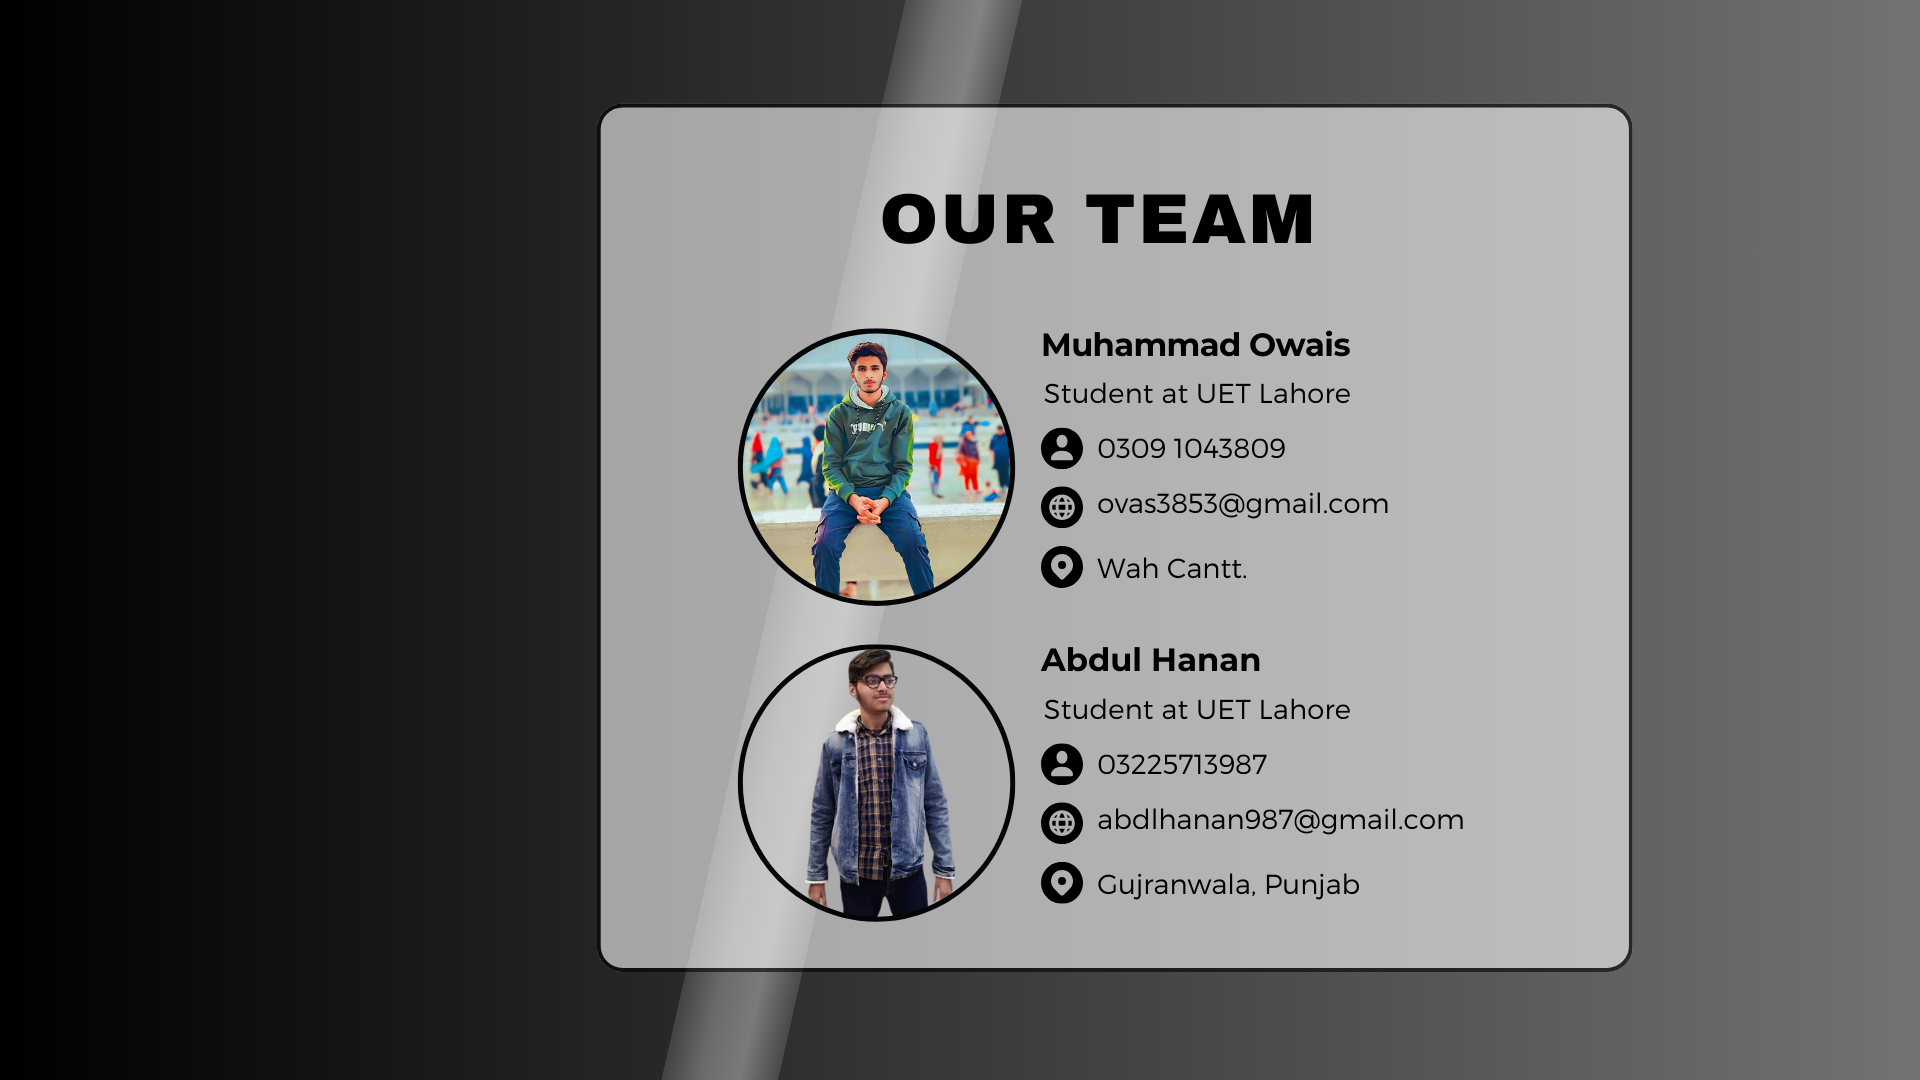 OUR TEAM
Muhammad Owais
Student at UET Lahore
0309 1043809
ovas3853@gmail.com
Wah Cantt.
Abdul Hanan
Student at UET Lahore
03225713987
abdlhanan987@gmail.com
Gujranwala, Punjab